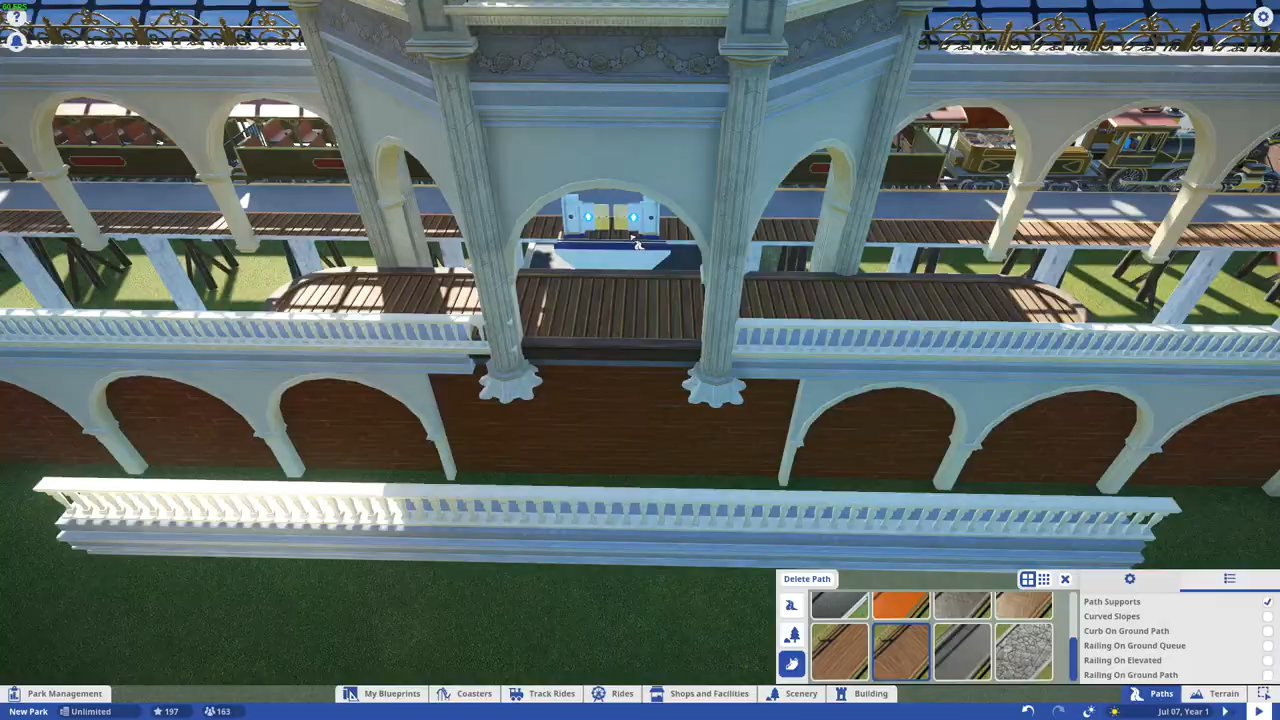 60 FPS
?
Delete Path
Path Supports
Curved Slopes
Curb On Ground Path
Railing On Ground Queue
Railing On Elevated
Railing On Ground Path
Park Management
My Blueprints
Coasters
Track Rides
Rides
Shops and Facilities
Scenery
Building
Paths
Terrain
New Park
Unlimited
197
163
Jul 07, Year 1